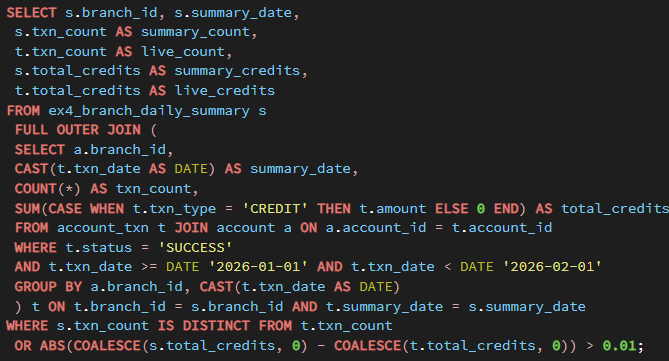 SELECT s.branch_id, s.summary_date,
s.txn_count AS summary_count,
t.txn_count AS live_count,
s.total_credits AS summary_credits,
t.total_credits AS live_credits
FROM ex4_branch_daily_summary s
FULL OUTER JOIN (
SELECT a.branch_id,
CAST(t.txn_date AS DATE) AS summary_date,
COUNT(*) AS txn_count,
SUM(CASE WHEN t.txn_type = 'CREDIT' THEN t.amount ELSE 0 END) AS total_credits
FROM account_txn t JOIN account a ON a.account_id = t.account_id
WHERE t.status = 'SUCCESS'
AND t.txn_date >= DATE '2026-01-01' AND t.txn_date < DATE '2026-02-01'
GROUP BY a.branch_id, CAST(t.txn_date AS DATE)
) t ON t.branch_id = s.branch_id AND t.summary_date = s.summary_date
WHERE s.txn_count IS DISTINCT FROM t.txn_count
OR ABS(COALESCE(s.total_credits, 0) - COALESCE(t.total_credits, 0)) > 0.01;